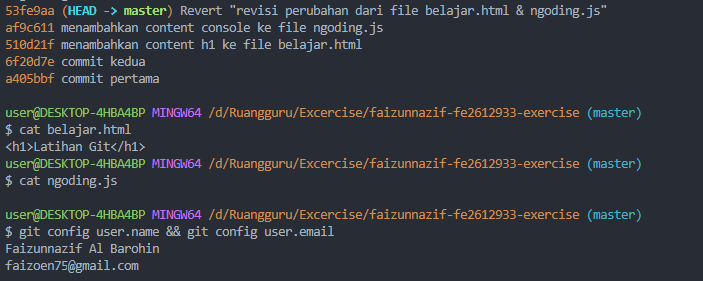 53fe9aa (HEAD -> master) Revert "revisi perubahan dari file belajar.html & ngoding.js"
af9c611 menambahkan content console ke file ngoding.js
510d21f menambahkan content h1 ke file belajar.html
6f20d7e commit kedua
a405bbf commit pertama
user@DESKTOP-4HBA4BP MINGW64 /d/Ruangguru/Excercise/faizunnazif-fe2612933-exercise (master)
$ cat belajar.html
<h1>Latihan Git</h1>
user@DESKTOP-4HBA4BP MINGW64 /d/Ruangguru/Excercise/faizunnazif-fe2612933-exercise (master)
$ cat ngoding.js
user@DESKTOP-4HBA4BP MINGW64 /d/Ruangguru/Excercise/faizunnazif-fe2612933-exercise (master)
$ git config user.name && git config user.email
Faizunnazif Al Barohin
faizoen75@gmail.com